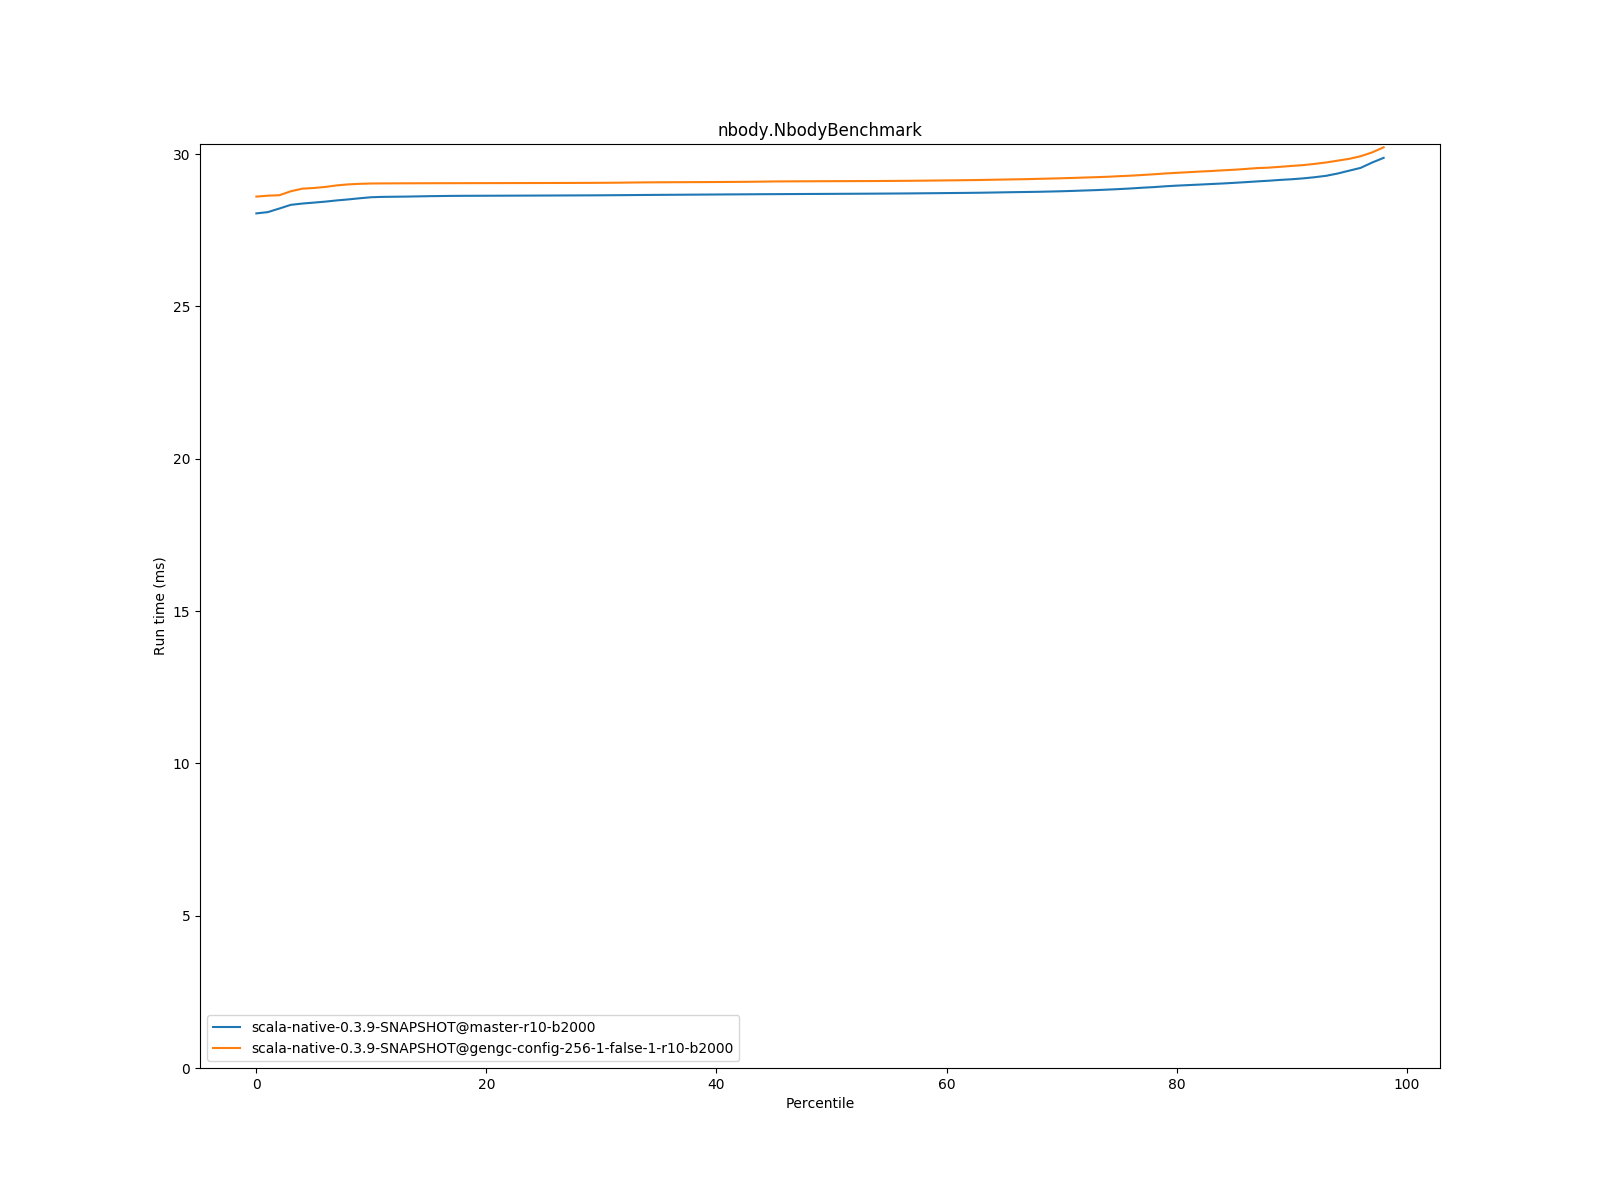 nbody.NbodyBenchmark
30
25
20
15
10
5
0
Run time (ms)
scala-native-0.3.9-SNAPSHOT@master-r10-b2000
scala-native-0.3.9-SNAPSHOT@gengc-config-256-1-false-1-r10-b2000
0 20 40 60 80 100
Percentile